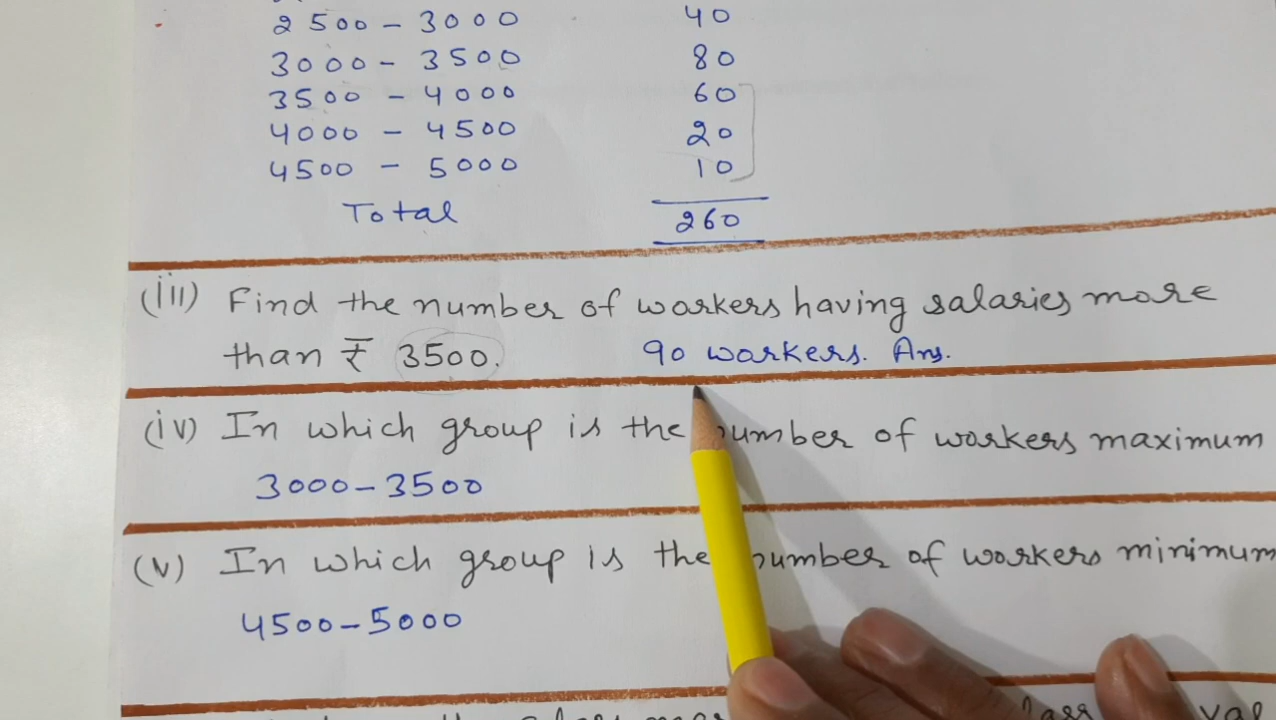 2500 - 3000 40
3000 - 3500 80
3500 - 4000 60
4000 - 4500 20
4500 - 5000 10
Total 260
(iii) Find the number of workers having salaries more
than ₹ 3500. 90 workers. Ans.
(iv) In which group is the number of workers maximum
3000-3500
(v) In which group is the number of workers minimum
4500-5000